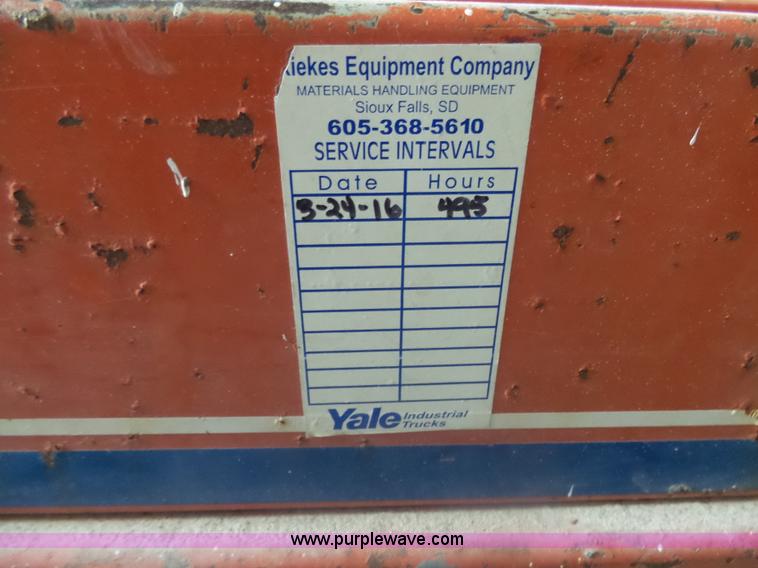 iekes Equipment Company
MATERIALS HANDLING EQUIPMENT
Sioux Falls, SD
605-368-5610
SERVICE INTERVALS
Date Hours
3-24-16 495
Yale Industrial Trucks
www.purplewave.com